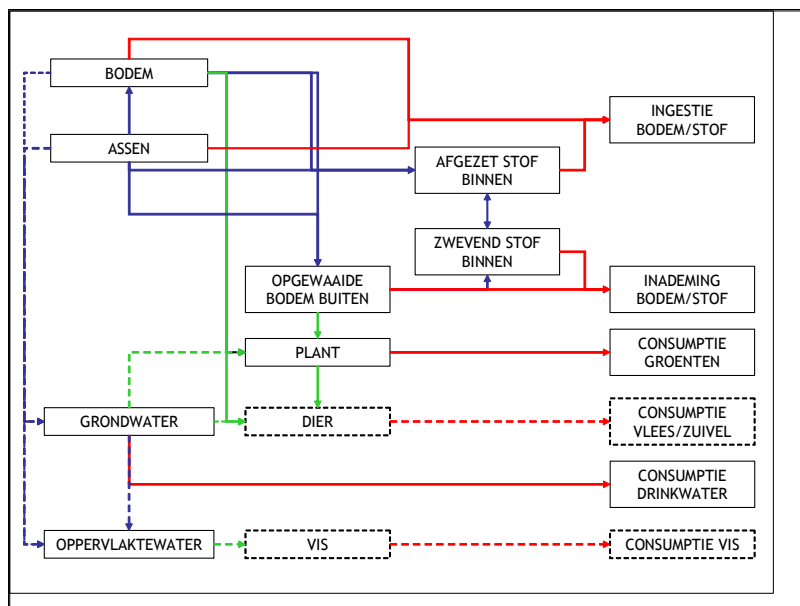 BODEM
ASSEN
INGESTIE
BODEM/STOF
AFGEZET STOF
BINNEN
ZWEVEND STOF
BINNEN
OPGEWAAIDE
BODEM BUITEN
INADEMING
BODEM/STOF
PLANT
CONSUMPTIE
GROENTEN
GRONDWATER
DIER
CONSUMPTIE
VLEES/ZUIVEL
CONSUMPTIE
DRINKWATER
OPPERVLAKTEWATER
VIS
CONSUMPTIE VIS